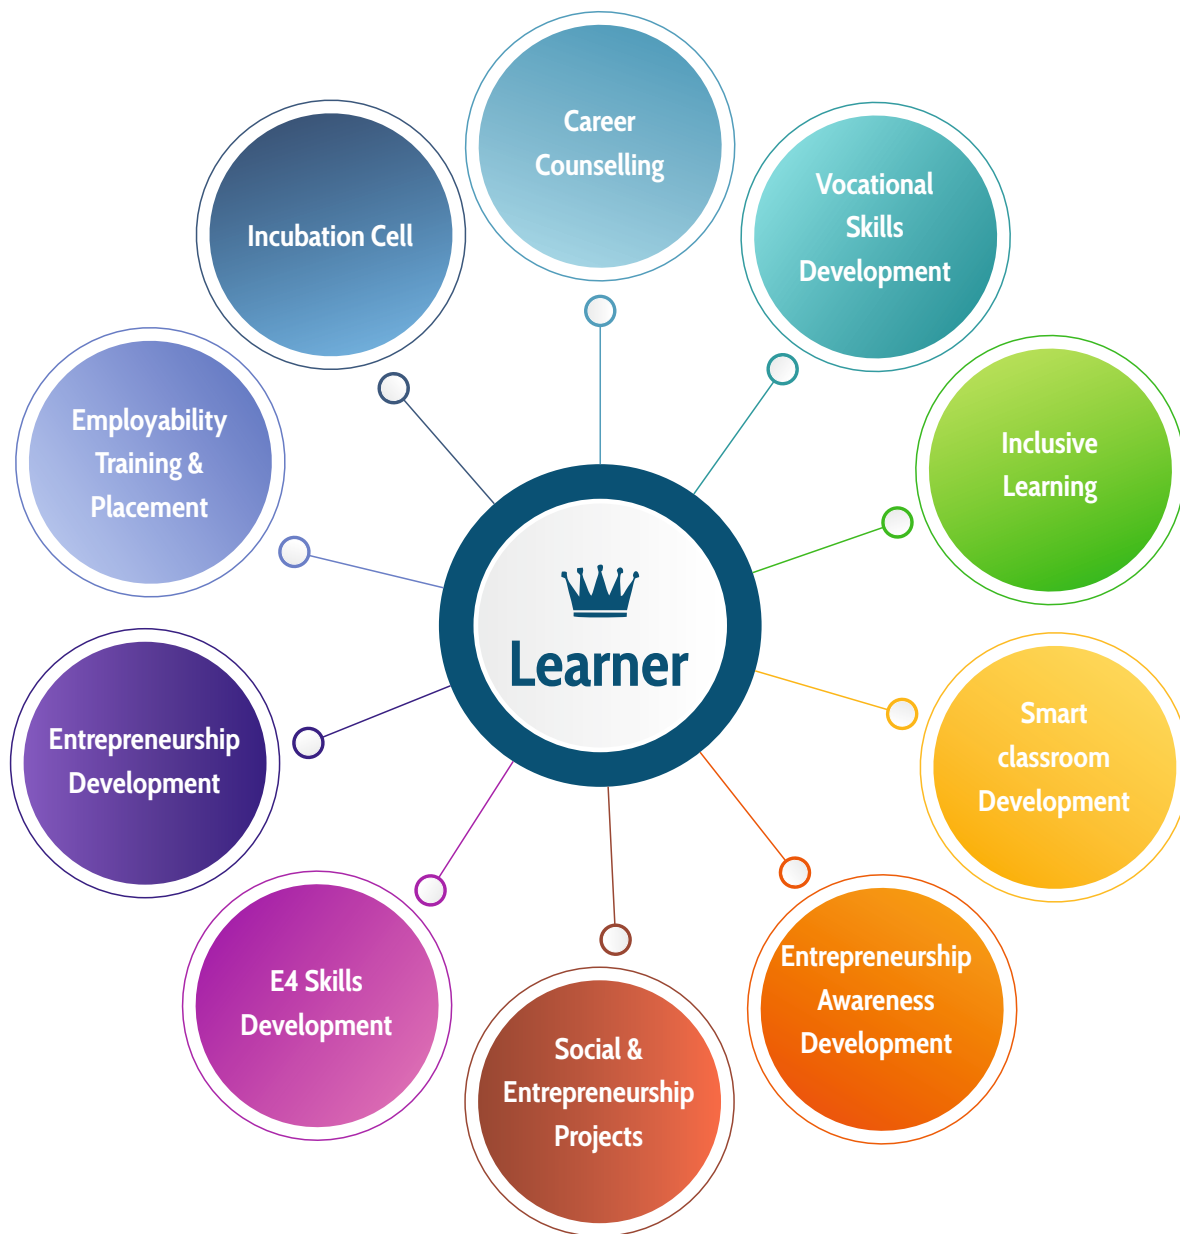 Career
Counselling
Vocational
Skills
Development
Inclusive
Learning
Smart
classroom
Development
Entrepreneurship
Awareness
Development
Social &
Entrepreneurship
Projects
E4 Skills
Development
Entrepreneurship
Development
Employability
Training &
Placement
Incubation Cell
Learner